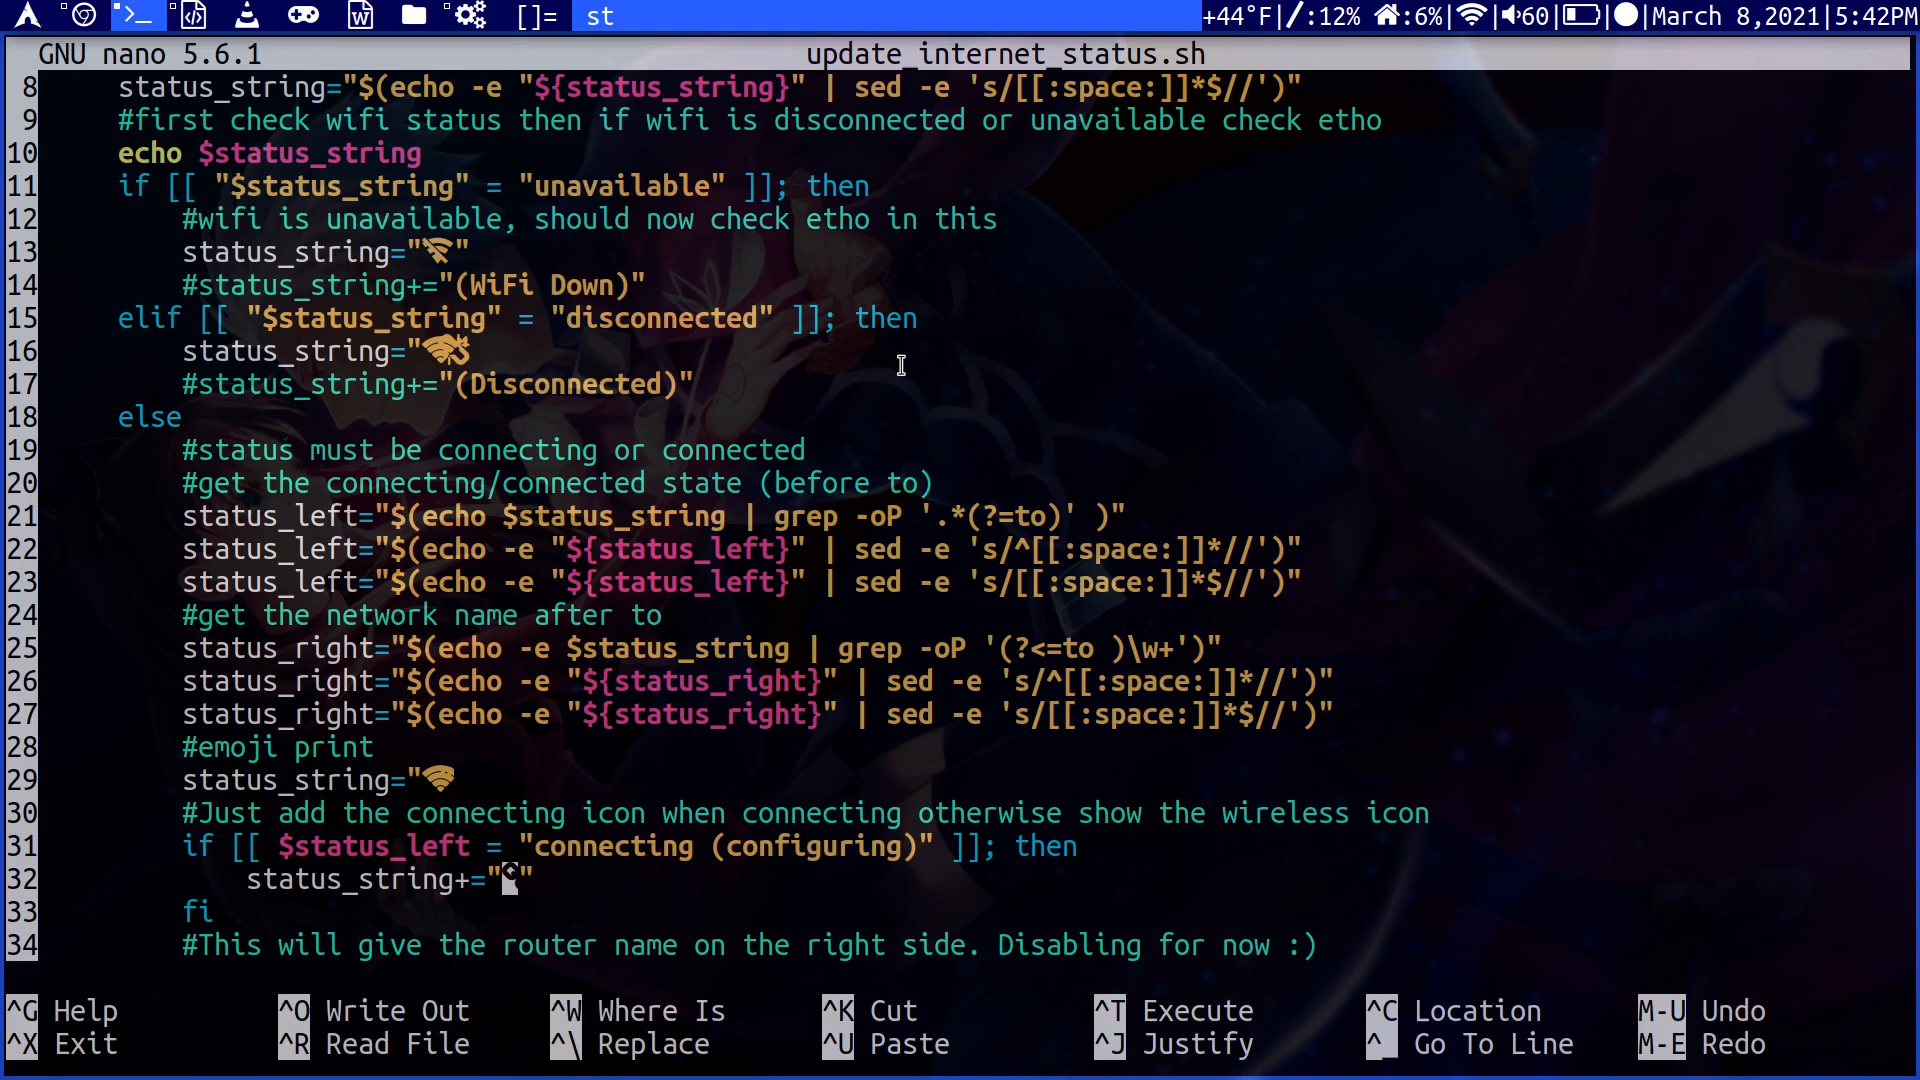 []= st +44°F|/:12% :6%| | 60| | |March 8,2021|5:42PM
GNU nano 5.6.1 update_internet_status.sh
8 status_string="$(echo -e "${status_string}" | sed -e 's/[[:space:]]*$//')"
9 #first check wifi status then if wifi is disconnected or unavailable check etho
10 echo $status_string
11 if [[ "$status_string" = "unavailable" ]]; then
12 #wifi is unavailable, should now check etho in this
13 status_string=""
14 #status_string+="(WiFi Down)"
15 elif [[ "$status_string" = "disconnected" ]]; then
16 status_string="
17 #status_string+="(Disconnected)"
18 else
19 #status must be connecting or connected
20 #get the connecting/connected state (before to)
21 status_left="$(echo $status_string | grep -oP '.*(?=to)' )"
22 status_left="$(echo -e "${status_left}" | sed -e 's/^[[:space:]]*//')"
23 status_left="$(echo -e "${status_left}" | sed -e 's/[[:space:]]*$//')"
24 #get the network name after to
25 status_right="$(echo -e $status_string | grep -oP '(?<=to )\w+')"
26 status_right="$(echo -e "${status_right}" | sed -e 's/^[[:space:]]*//')"
27 status_right="$(echo -e "${status_right}" | sed -e 's/[[:space:]]*$//')"
28 #emoji print
29 status_string="
30 #Just add the connecting icon when connecting otherwise show the wireless icon
31 if [[ $status_left = "connecting (configuring)" ]]; then
32 status_string+=""
33 fi
34 #This will give the router name on the right side. Disabling for now :)
^G Help ^O Write Out ^W Where Is ^K Cut ^T Execute ^C Location M-U Undo
^X Exit ^R Read File ^\ Replace ^U Paste ^J Justify ^_ Go To Line M-E Redo